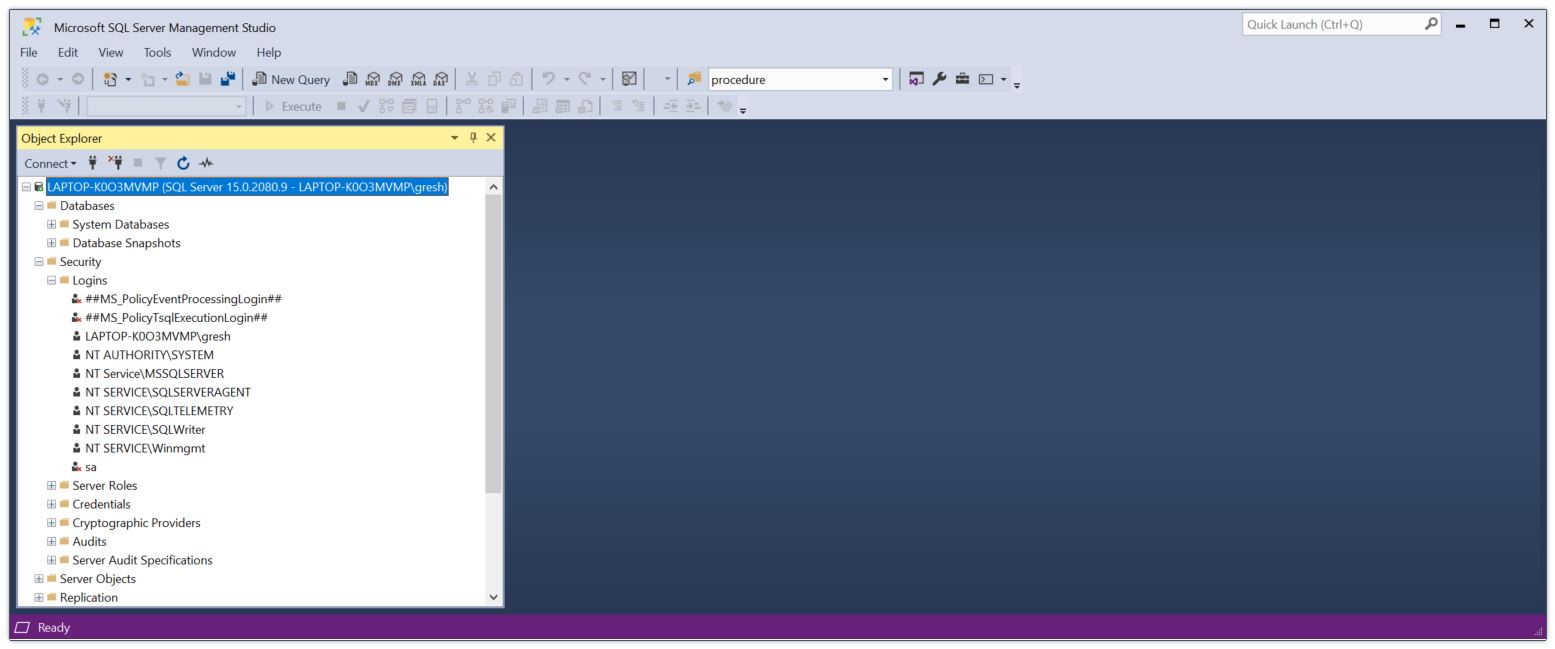 Microsoft SQL Server Management Studio
Quick Launch (Ctrl+Q)
File Edit View Tools Window Help
New Query MDX DMX XMLA DAX procedure
Execute
Object Explorer
Connect
LAPTOP-K0O3MVMP (SQL Server 15.0.2080.9 - LAPTOP-K0O3MVMP\gresh)
Databases
System Databases
Database Snapshots
Security
Logins
##MS_PolicyEventProcessingLogin##
##MS_PolicyTsqlExecutionLogin##
LAPTOP-K0O3MVMP\gresh
NT AUTHORITY\SYSTEM
NT Service\MSSQLSERVER
NT SERVICE\SQLSERVERAGENT
NT SERVICE\SQLTELEMETRY
NT SERVICE\SQLWriter
NT SERVICE\Winmgmt
sa
Server Roles
Credentials
Cryptographic Providers
Audits
Server Audit Specifications
Server Objects
Replication
Ready